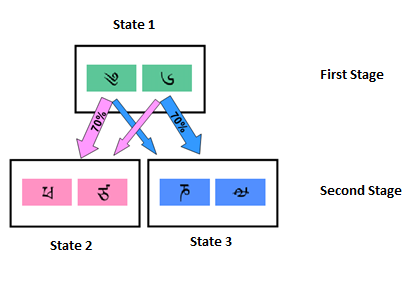 State 1
First Stage
70%
70%
Second Stage
State 2
State 3